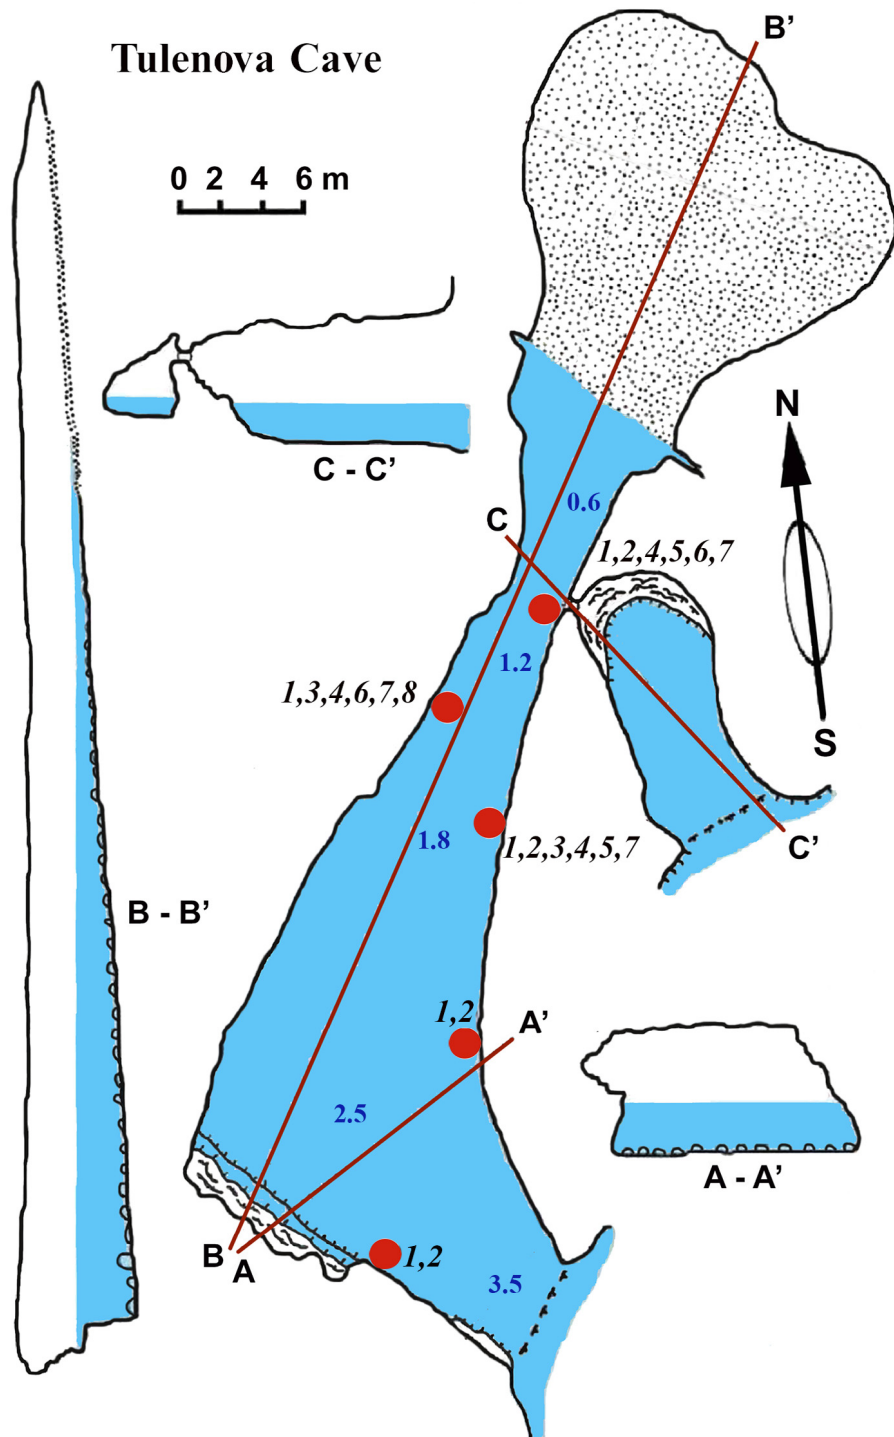 B’
Tulenova Cave
0 2 4 6 m
N
C - C’
0.6
C
1,2,4,5,6,7
1.2
1,3,4,6,7,8
S
1.8
1,2,3,4,5,7
C’
B - B’
1,2
A’
2.5
A - A’
B
A
1,2
3.5